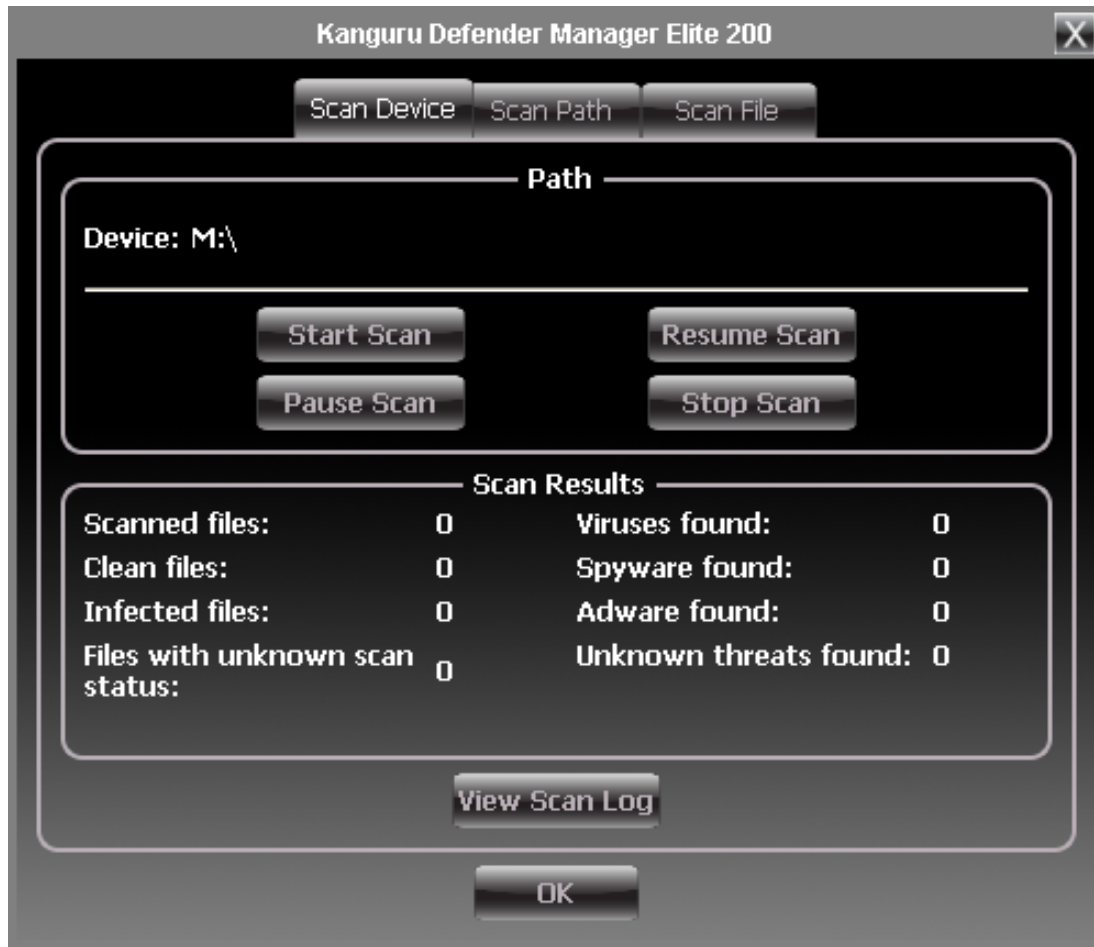 Kanguru Defender Manager Elite 200
X
Scan Device Scan Path Scan File
Path
Device: M:\
Start Scan Resume Scan
Pause Scan Stop Scan
Scan Results
Scanned files: 0 Viruses found: 0
Clean files: 0 Spyware found: 0
Infected files: 0 Adware found: 0
Files with unknown scan status: 0 Unknown threats found: 0
View Scan Log
OK